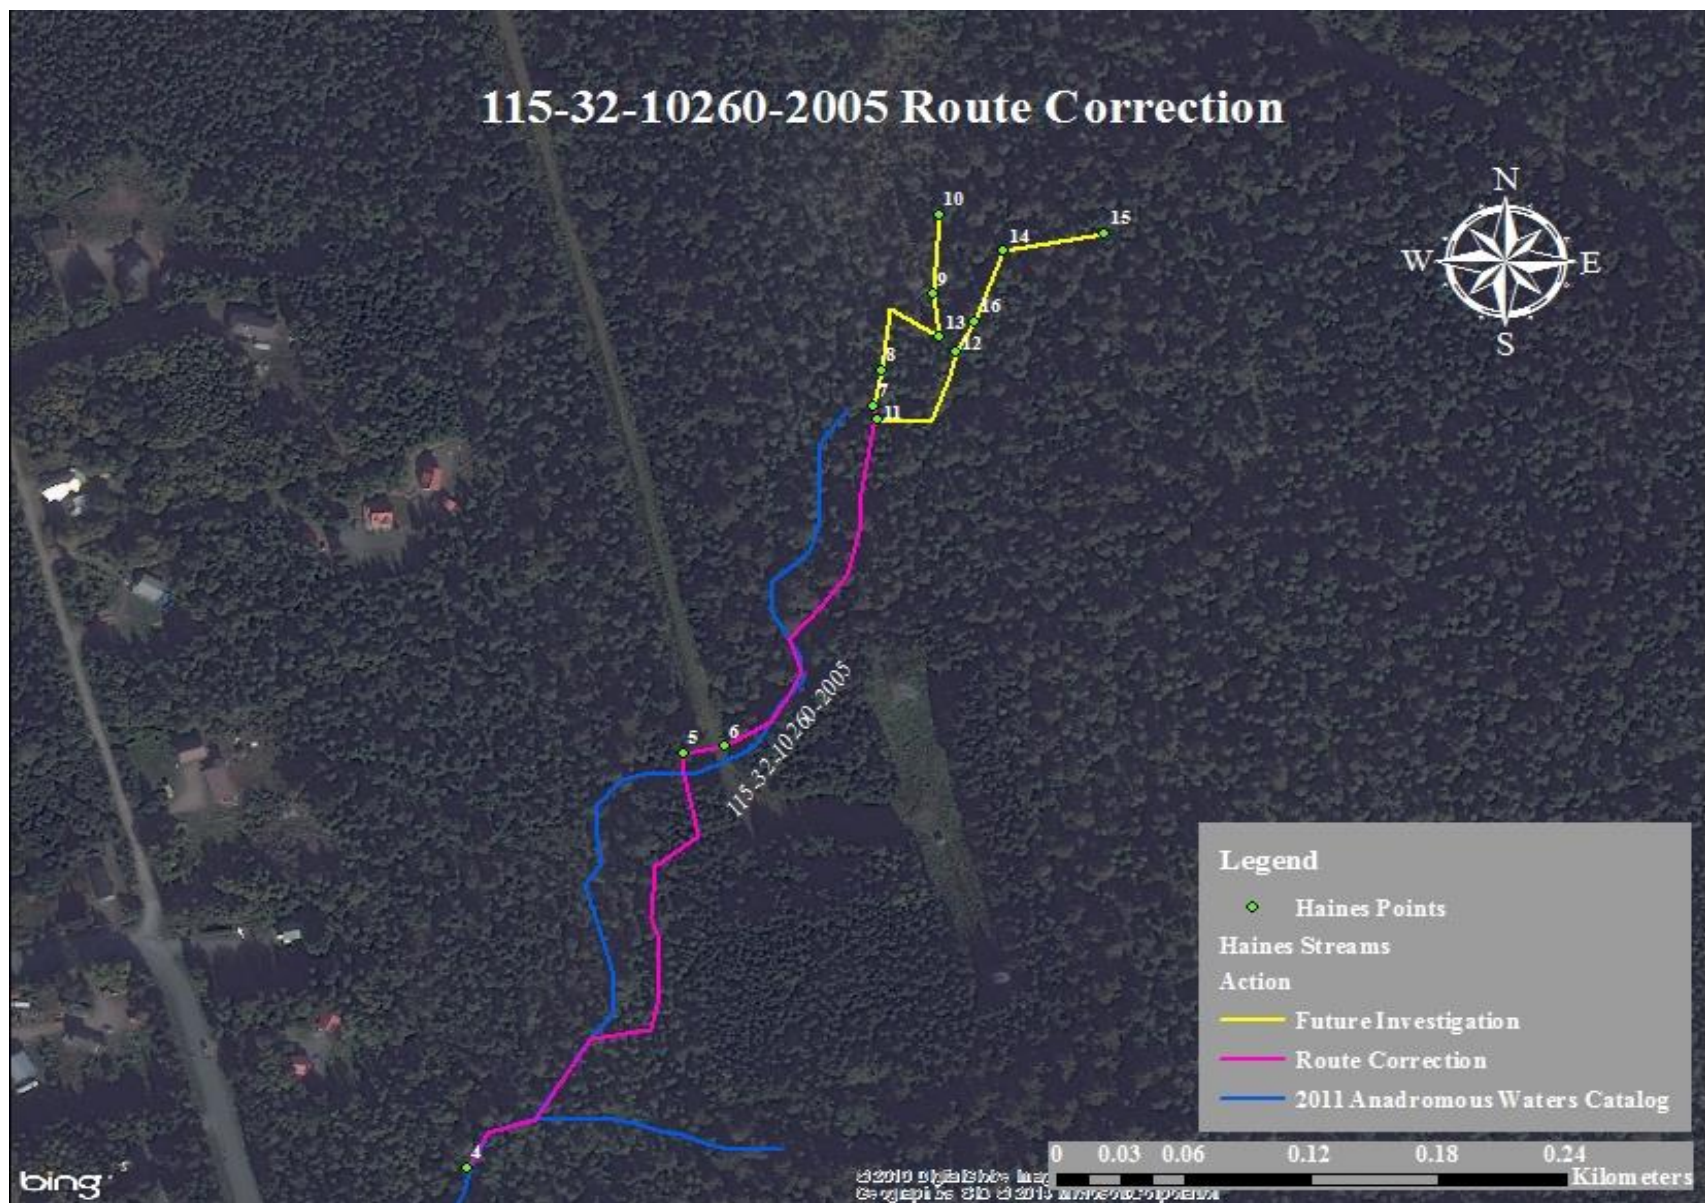 115-32-10260-2005 Route Correction
N
W E
S
10
15
14
9
16
13
12
8
7
11
115-32-10260-2005
6
5
4
Legend
Haines Points
Haines Streams
Action
Future Investigation
Route Correction
2011 Anadromous Waters Catalog
0 0.03 0.06 0.12 0.18 0.24
Kilometers
bing
©2010 DigitalGlobe